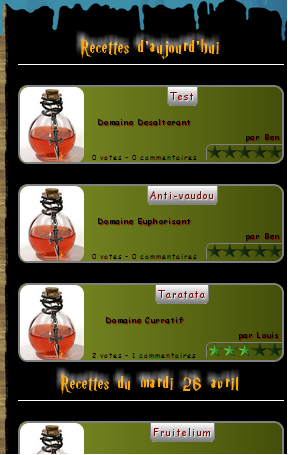 Recettes d'aujourd'hui
Test
Domaine Desalterant
par Ben
0 votes - 0 commentaires
Anti-vaudou
Domaine Euphorisant
par Ben
0 votes - 0 commentaires
Taratata
Domaine Curratif
par Louis
2 votes - 1 commentaires
Recettes du mardi 26 avril
Fruitelium